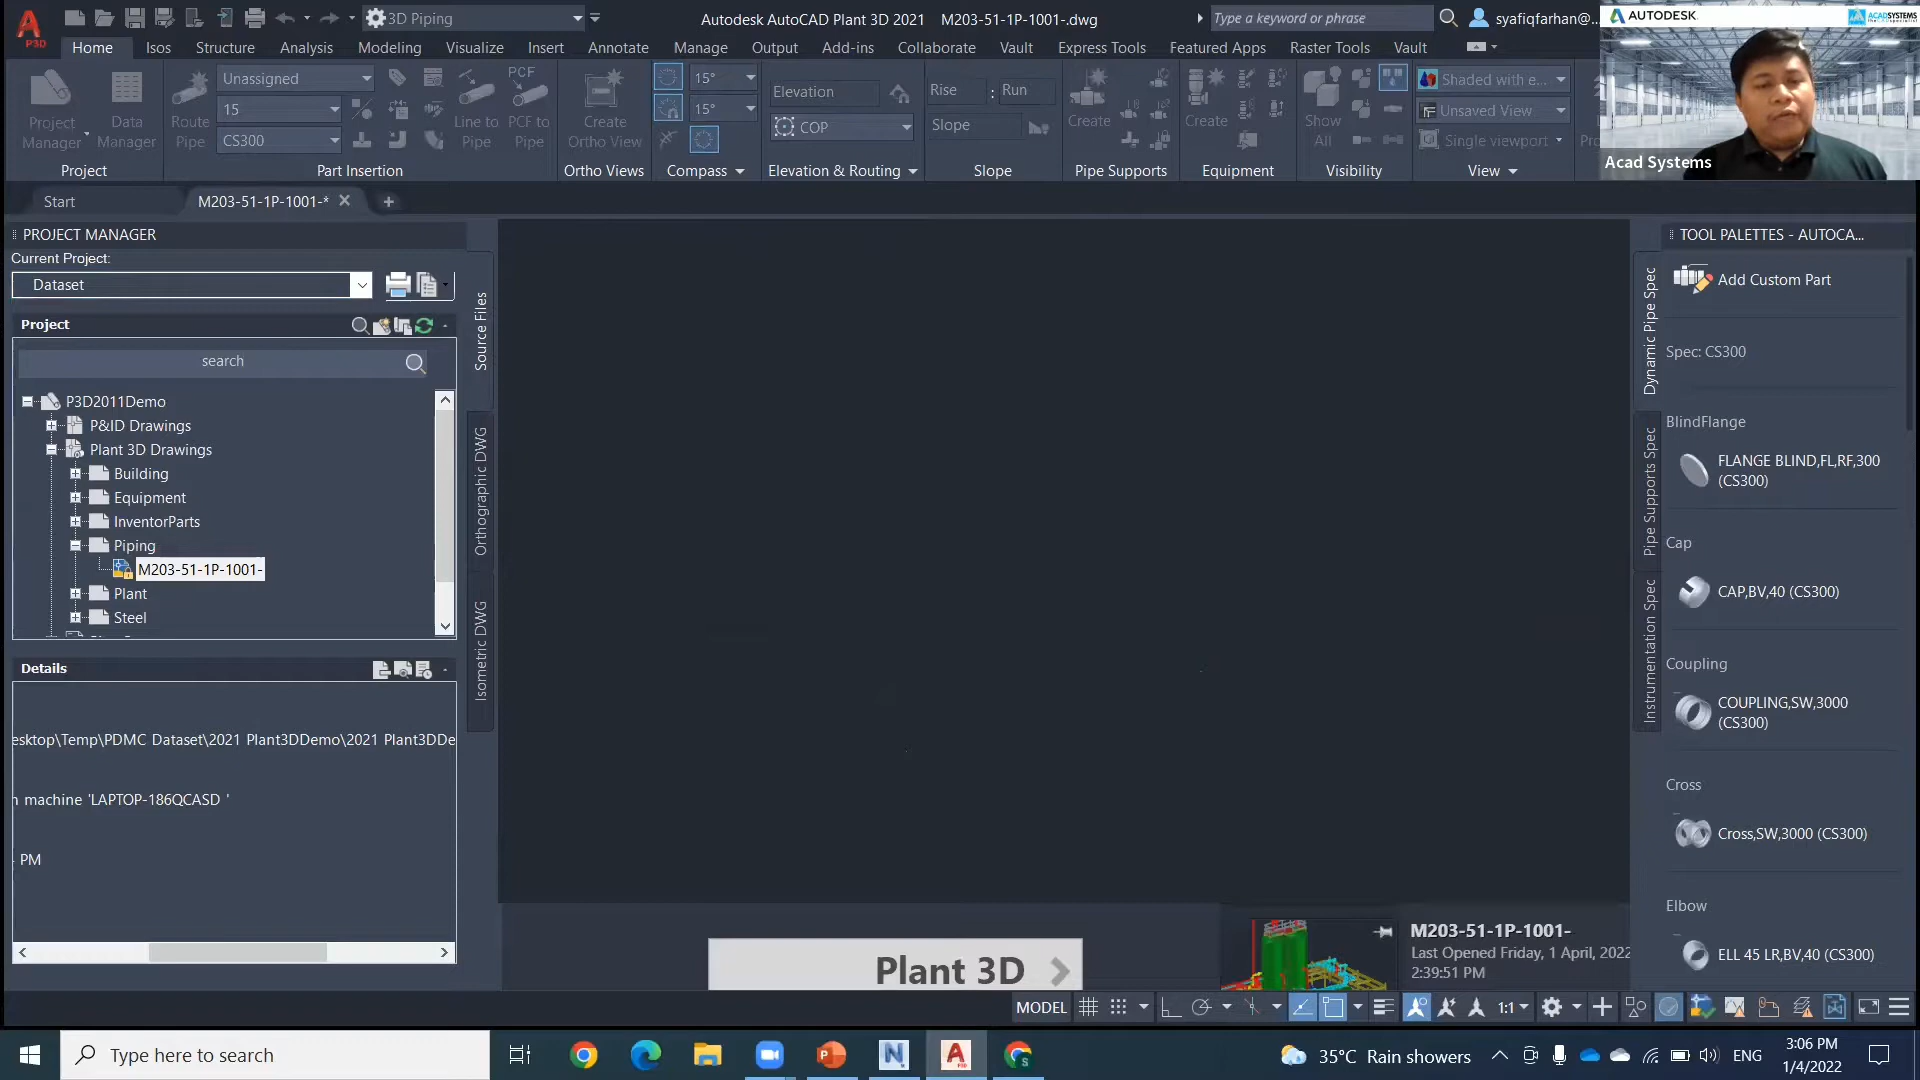 3D Piping
Autodesk AutoCAD Plant 3D 2021 M203-51-1P-1001-.dwg
Type a keyword or phrase
syafiqfarhan@...
AUTODESK
ACADSYSTEMS
P3D
Home Isos Structure Analysis Modeling Visualize Insert Annotate Manage Output Add-ins Collaborate Vault Express Tools Featured Apps Raster Tools Vault
Project Manager
Data Manager
Project
Route Pipe
Unassigned
15
CS300
Line to Pipe
PCF to Pipe
PCF
Part Insertion
Create Ortho View
Ortho Views
15°
15°
Compass
Elevation
COP
Elevation & Routing
Rise : Run
Slope
Slope
Create
Pipe Supports
Create
Equipment
Show All
Visibility
Shaded with e...
Unsaved View
Single viewport
View
Acad Systems
Start
M203-51-1P-1001-*
PROJECT MANAGER
Current Project:
Dataset
Project
search
P3D2011Demo
P&ID Drawings
Plant 3D Drawings
Building
Equipment
InventorParts
Piping
M203-51-1P-1001-
Plant
Steel
Source Files
Orthographic DWG
Isometric DWG
Details
esktop\Temp\PDMC Dataset\2021 Plant3DDemo\2021 Plant3DDe
machine 'LAPTOP-186QCASD '
PM
Plant 3D
M203-51-1P-1001-
Last Opened Friday, 1 April, 2022
2:39:51 PM
TOOL PALETTES - AUTOCA...
Dynamic Pipe Spec
Pipe Supports Spec
Instrumentation Spec
Add Custom Part
Spec: CS300
BlindFlange
FLANGE BLIND,FL,RF,300
(CS300)
Cap
CAP,BV,40 (CS300)
Coupling
COUPLING,SW,3000
(CS300)
Cross
Cross,SW,3000 (CS300)
Elbow
ELL 45 LR,BV,40 (CS300)
MODEL
1:1
Type here to search
35°C Rain showers
ENG
3:06 PM
1/4/2022